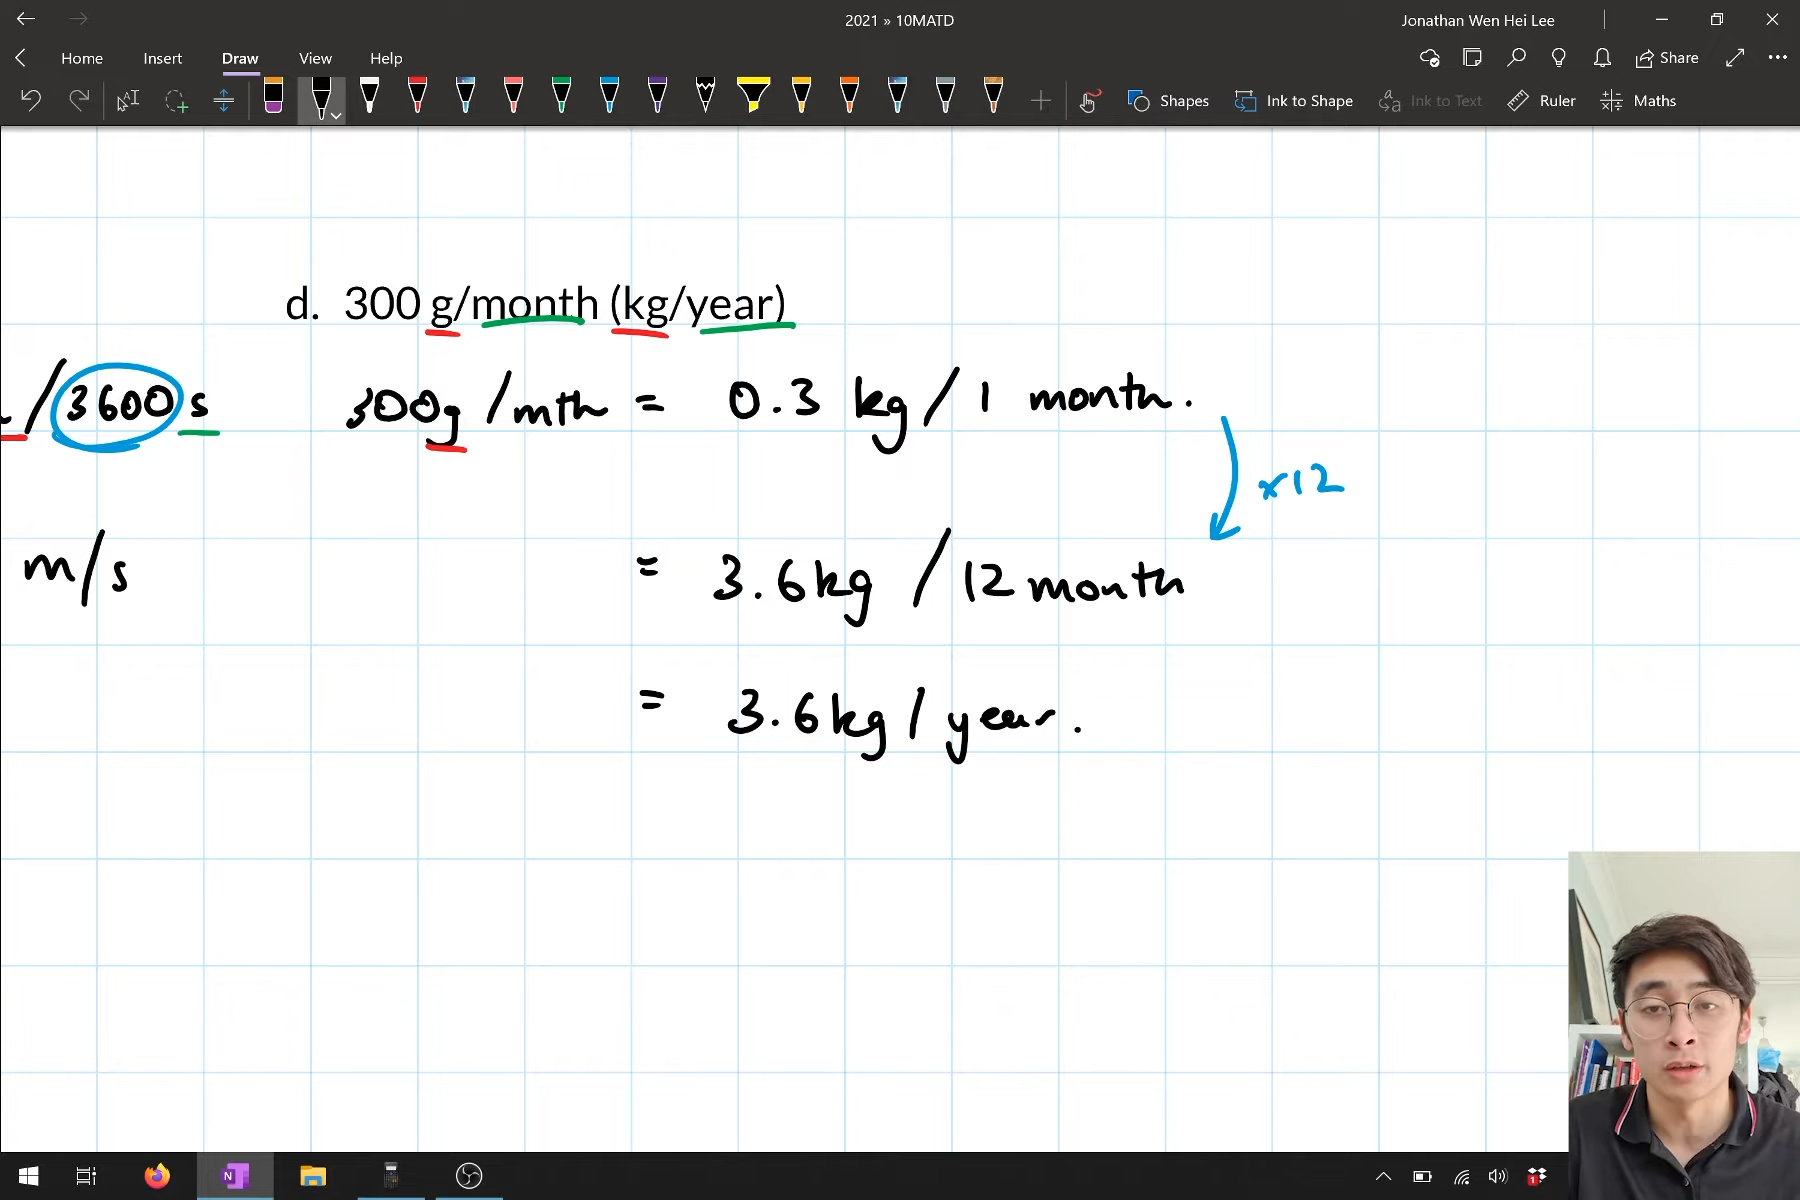 2021 » 10MATD
Jonathan Wen Hei Lee
Home Insert Draw View Help
Share
Shapes Ink to Shape Ink to Text Ruler Maths
d. 300 g/month (kg/year)
/3600 s
300g /mth = 0.3 kg / 1 month.
×12
m/s
= 3.6kg / 12 month
= 3.6kg / year.